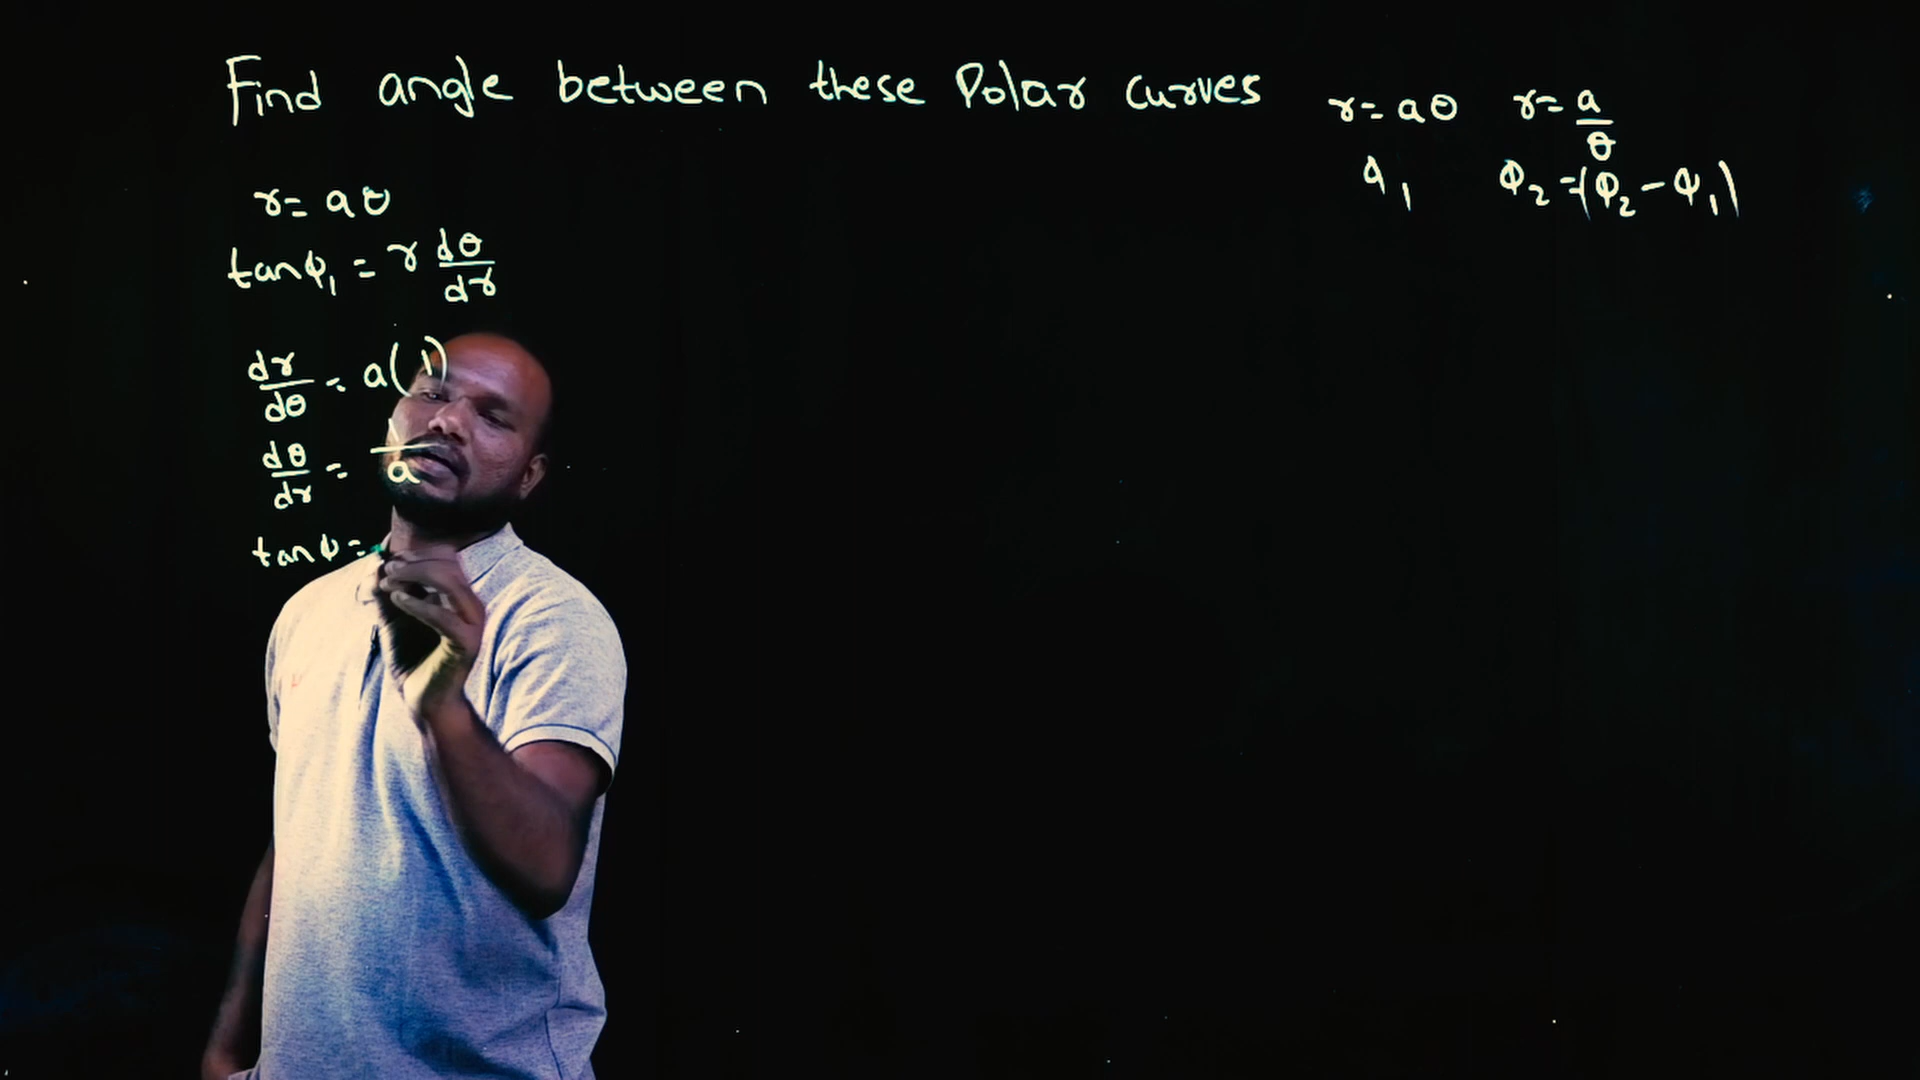 Find angle between these Polar curves r = aθ r = a/θ
φ1 φ2 = |φ2 - φ1|
r = aθ
tanφ1 = r dθ/dr
dr/dθ = a(1)
dθ/dr = 1/a
tanφ =